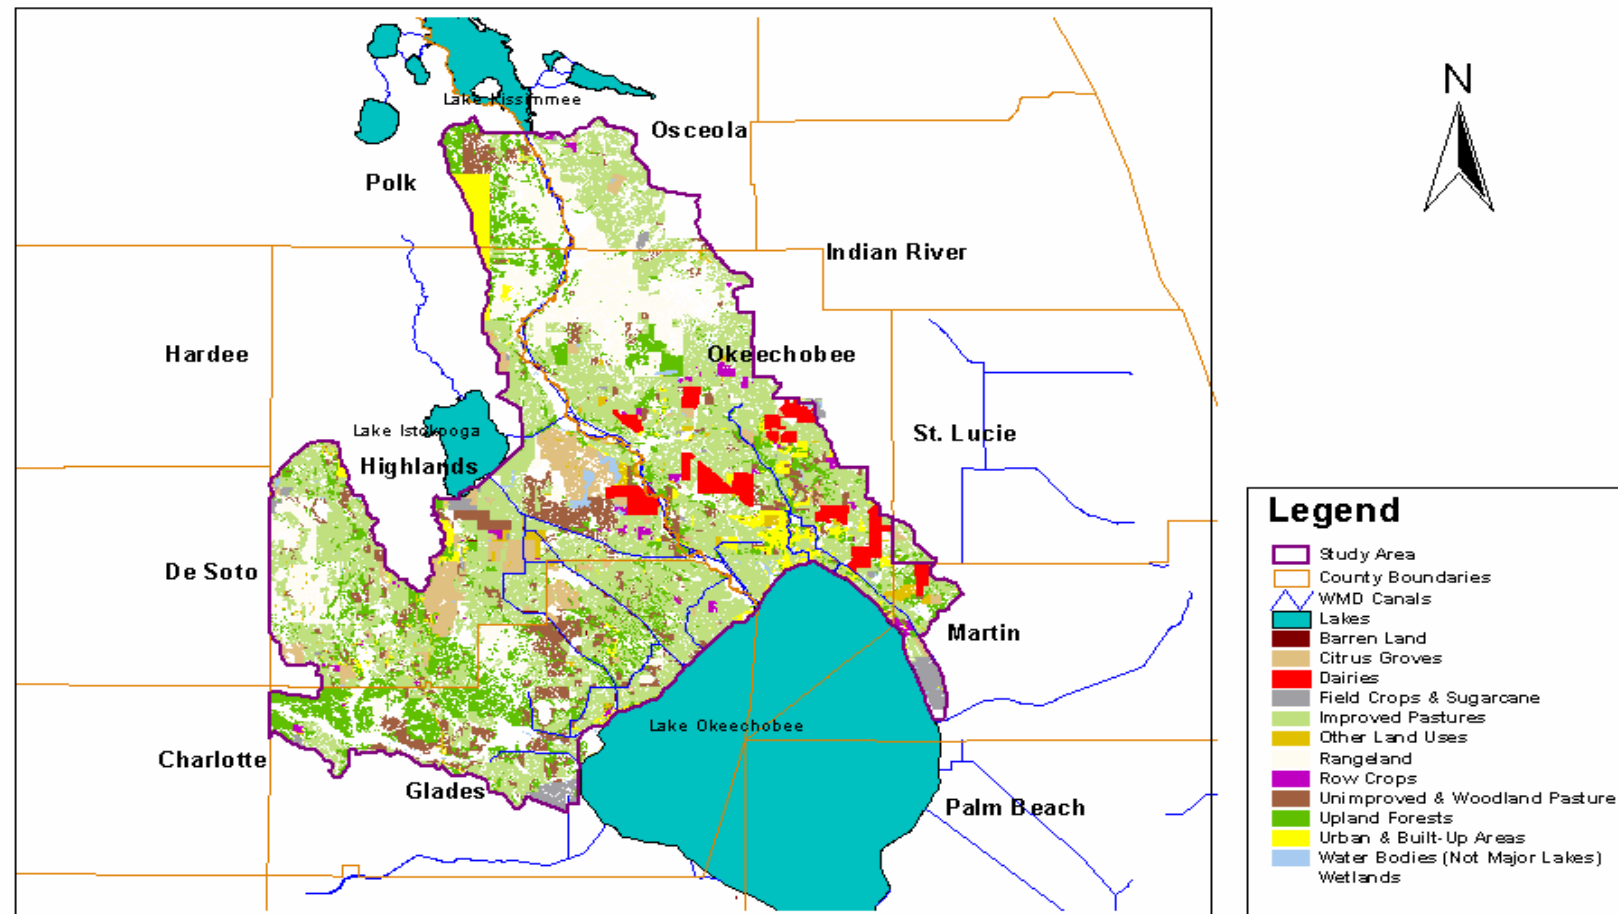 N
Lake Kissimmee
Osceola
Polk
Indian River
Hardee
Okeechobee
Lake Istokpoga
St. Lucie
Highlands
De Soto
Martin
Lake Okeechobee
Charlotte
Glades
Palm Beach
Legend
Study Area
County Boundaries
WMD Canals
Lakes
Barren Land
Citrus Groves
Dairies
Field Crops & Sugarcane
Improved Pastures
Other Land Uses
Rangeland
Row Crops
Unimproved & Woodland Pasture
Upland Forests
Urban & Built-Up Areas
Water Bodies (Not Major Lakes)
Wetlands